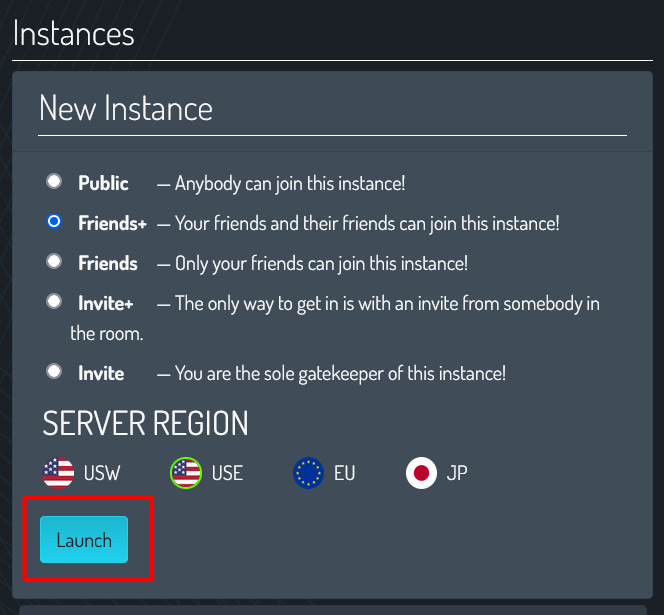 Instances
New Instance
Public — Anybody can join this instance!
Friends+ — Your friends and their friends can join this instance!
Friends — Only your friends can join this instance!
Invite+ — The only way to get in is with an invite from somebody in
the room.
Invite — You are the sole gatekeeper of this instance!
SERVER REGION
USW USE EU JP
Launch